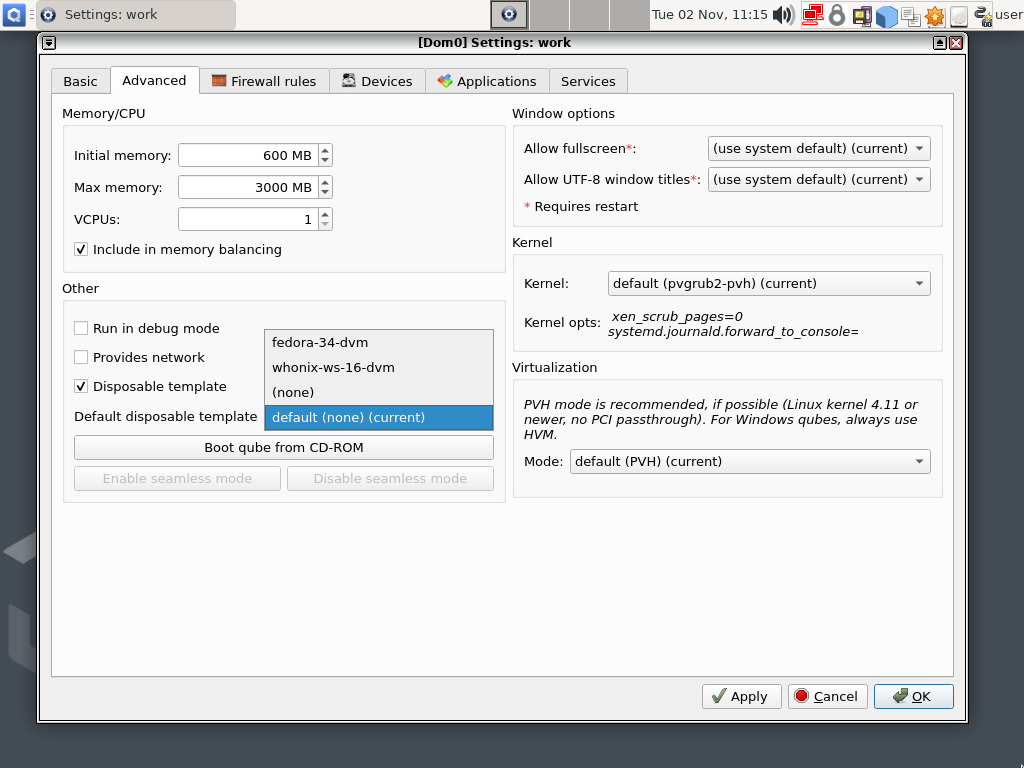 Settings: work
Tue 02 Nov, 11:15
user
[Dom0] Settings: work
Basic
Advanced
Firewall rules
Devices
Applications
Services
Memory/CPU
Initial memory: 600 MB
Max memory: 3000 MB
VCPUs: 1
Include in memory balancing
Other
Run in debug mode
Provides network
Disposable template
Default disposable template
fedora-34-dvm
whonix-ws-16-dvm
(none)
default (none) (current)
Boot qube from CD-ROM
Enable seamless mode
Disable seamless mode
Window options
Allow fullscreen*: (use system default) (current)
Allow UTF-8 window titles*: (use system default) (current)
* Requires restart
Kernel
Kernel: default (pvgrub2-pvh) (current)
Kernel opts: xen_scrub_pages=0
systemd.journald.forward_to_console=
Virtualization
PVH mode is recommended, if possible (Linux kernel 4.11 or
newer, no PCI passthrough). For Windows qubes, always use
HVM.
Mode: default (PVH) (current)
Apply
Cancel
OK